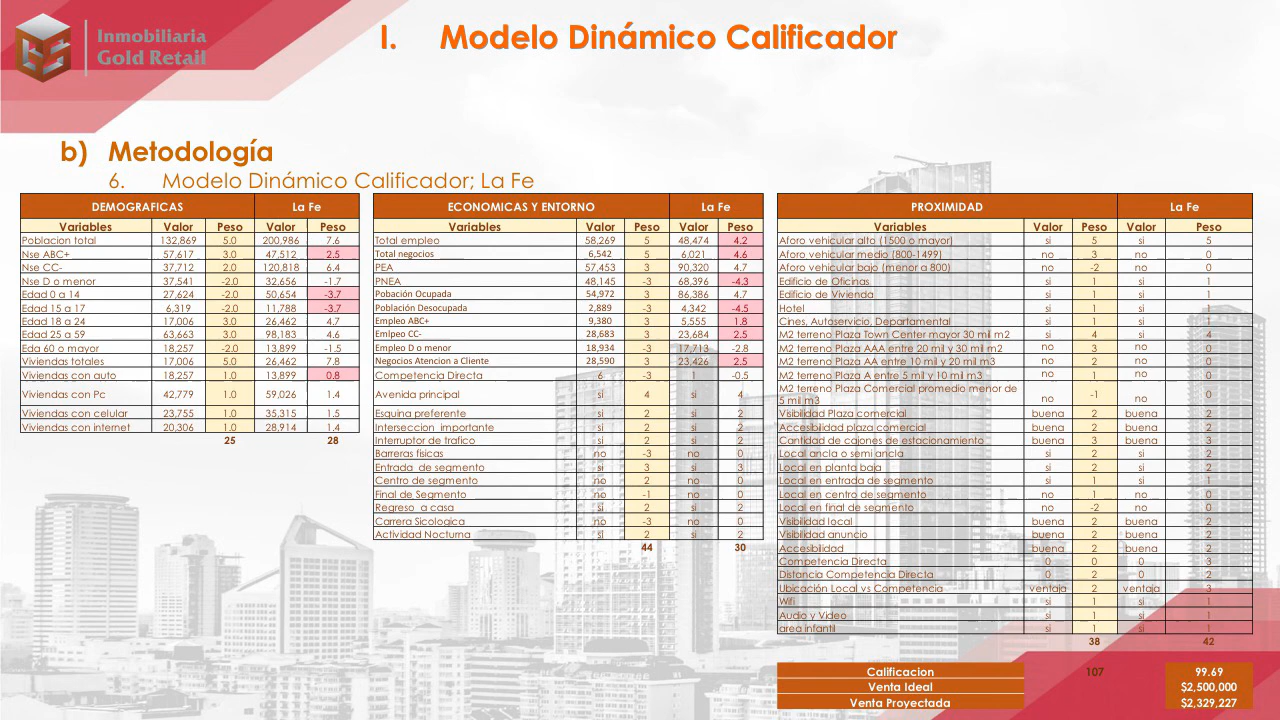 Inmobiliaria
Gold Retail
I. Modelo Dinámico Calificador
b) Metodología
6. Modelo Dinámico Calificador; La Fe
DEMOGRAFICAS La Fe
Variables Valor Peso Valor Peso
Poblacion total 132,869 5.0 200,986 7.6
Nse ABC+ 57,617 3.0 47,512 2.5
Nse CC- 37,712 2.0 120,818 6.4
Nse D o menor 37,541 -2.0 32,656 -1.7
Edad 0 a 14 27,624 -2.0 50,654 -3.7
Edad 15 a 17 6,319 -2.0 11,788 -3.7
Edad 18 a 24 17,006 3.0 26,462 4.7
Edad 25 a 59 63,663 3.0 98,183 4.6
Eda 60 o mayor 18,257 -2.0 13,899 -1.5
Viviendas totales 17,006 5.0 26,462 7.8
Viviendas con auto 18,257 1.0 13,899 0.8
Viviendas con Pc 42,779 1.0 59,026 1.4
Viviendas con celular 23,755 1.0 35,315 1.5
Viviendas con internet 20,306 1.0 28,914 1.4
25 28
ECONOMICAS Y ENTORNO La Fe
Variables Valor Peso Valor Peso
Total empleo 58,269 5 48,474 4.2
Total negocios 6,542 5 6,021 4.6
PEA 57,453 3 90,320 4.7
PNEA 48,145 -3 68,396 -4.3
Pobación Ocupada 54,972 3 86,386 4.7
Población Desocupada 2,889 -3 4,342 -4.5
Empleo ABC+ 9,380 3 5,555 1.8
Emlpeo CC- 28,683 3 23,684 2.5
Empleo D o menor 18,934 -3 17,713 -2.8
Negocios Atencion a Cliente 28,590 3 23,426 2.5
Competencia Directa 6 -3 1 -0.5
Avenida principal si 4 si 4
Esquina preferente si 2 si 2
Interseccion importante si 2 si 2
Interruptor de trafico si 2 si 2
Barreras fisicas no -3 no 0
Entrada de segmento si 3 si 3
Centro de segmento no 2 no 0
Final de Segmento no -1 no 0
Regreso a casa si 2 si 2
Carrera Sicologica no -3 no 0
Actividad Nocturna si 2 si 2
44 30
PROXIMIDAD La Fe
Variables Valor Peso Valor Peso
Aforo vehicular alto (1500 o mayor) si 5 si 5
Aforo vehicular medio (800-1499) no 3 no 0
Aforo vehicular bajo (menor a 800) no -2 no 0
Edificio de Oficinas si 1 si 1
Edificio de Vivienda si 1 si 1
Hotel si 1 si 1
Cines, Autoservicio, Departamental si 1 si 1
M2 terreno Plaza Town Center mayor 30 mil m2 si 4 si 4
M2 terreno Plaza AAA entre 20 mil y 30 mil m2 no 3 no 0
M2 terreno Plaza AA entre 10 mil y 20 mil m3 no 2 no 0
M2 terreno Plaza A entre 5 mil y 10 mil m3 no 1 no 0
M2 terreno Plaza Comercial promedio menor de
5 mil m3 no -1 no 0
Visibilidad Plaza comercial buena 2 buena 2
Accesibilidad plaza comercial buena 2 buena 2
Cantidad de cajones de estacionamiento buena 3 buena 3
Local ancla o semi ancla si 2 si 2
Local en planta baja si 2 si 2
Local en entrada de segmento si 1 si 1
Local en centro de segmento no 1 no 0
Local en final de segmento no -2 no 0
Visibilidad local buena 2 buena 2
Visibilidad anuncio buena 2 buena 2
Accesibilidad buena 2 buena 2
Competencia Directa 0 0 0 3
Distancia Competencia Directa 0 2 0 2
Ubicación Local vs Competencia ventaja 2 ventaja 3
Wifi si 1 si 1
Audio y Video si 1 si 1
area infantil si 1 si 1
38 42
Calificacion 107 99.69
Venta Ideal $2,500,000
Venta Proyectada $2,329,227